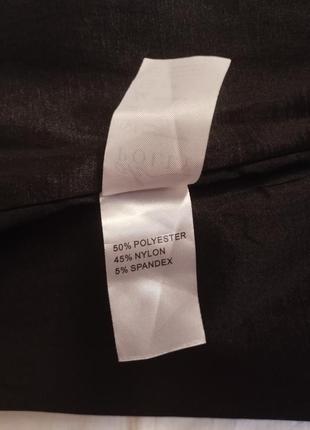 50% POLYESTER
45% NYLON
5% SPANDEX